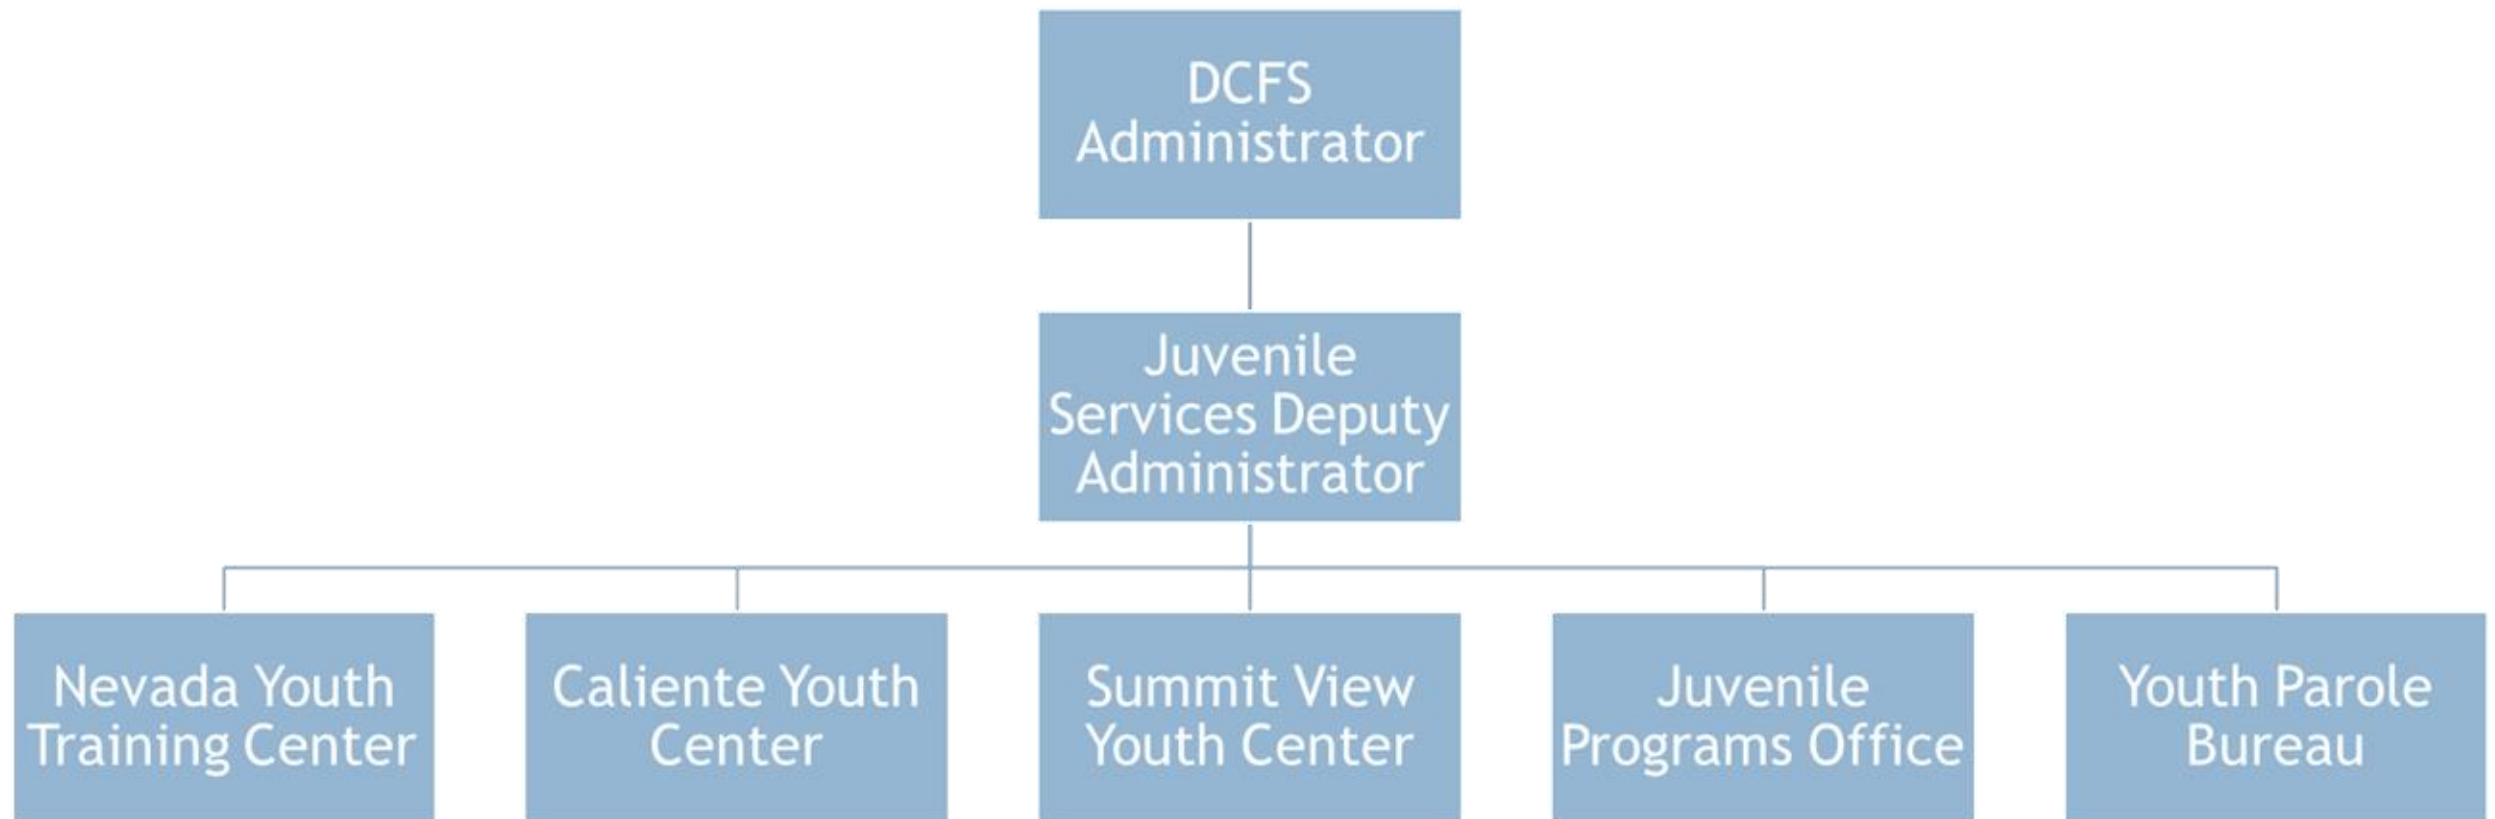 DCFS
Administrator
Juvenile
Services Deputy
Administrator
Nevada Youth
Training Center
Caliente Youth
Center
Summit View
Youth Center
Juvenile
Programs Office
Youth Parole
Bureau